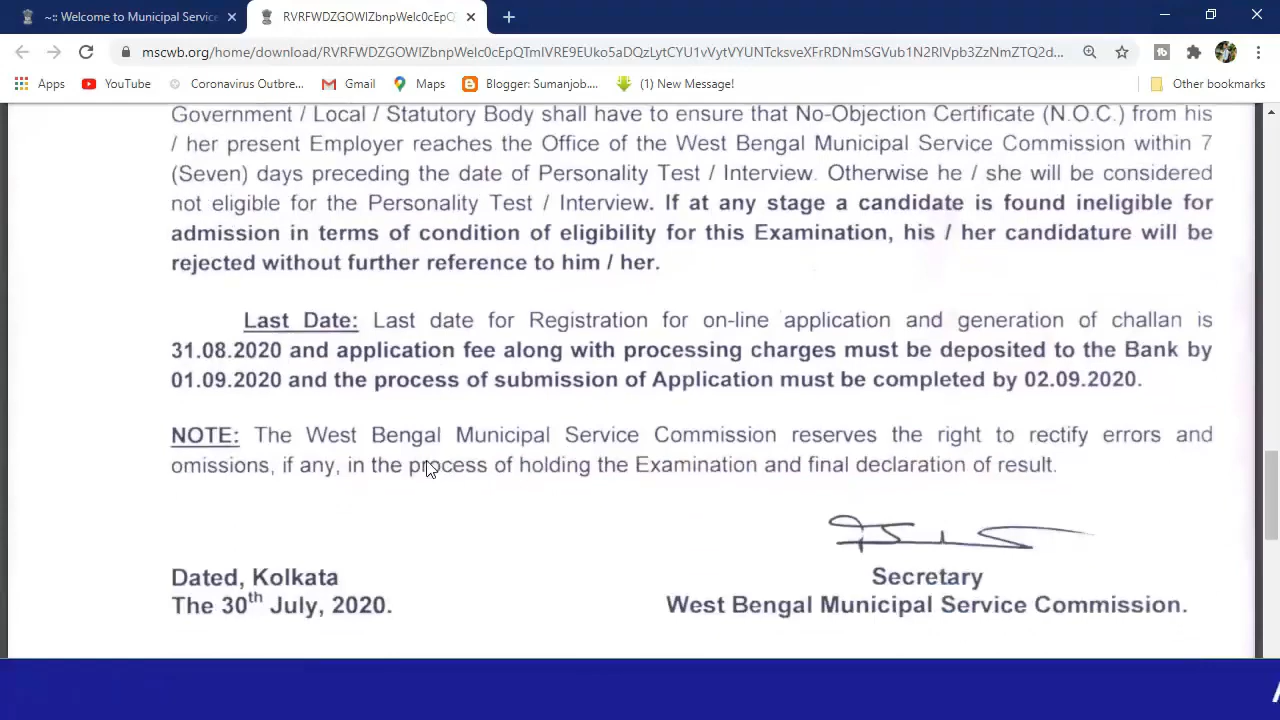 ~:: Welcome to Municipal Service
RVRFWDZGOWlZbnpWelc0cEpQ
mscwb.org/home/download/RVRFWDZGOWlZbnpWelc0cEpQTmlVRE9EUko5aDQzLytCYU1vVytVYUNTcksveXFrRDNmSGVub1N2RlVpb3ZzNmZTQ2d...
Apps
YouTube
Coronavirus Outbre...
Gmail
Maps
Blogger: Sumanjob....
(1) New Message!
Other bookmarks
Government / Local / Statutory Body shall have to ensure that No-Objection Certificate (N.O.C.) from his
/ her present Employer reaches the Office of the West Bengal Municipal Service Commission within 7
(Seven) days preceding the date of Personality Test / Interview. Otherwise he / she will be considered
not eligible for the Personality Test / Interview. If at any stage a candidate is found ineligible for
admission in terms of condition of eligibility for this Examination, his / her candidature will be
rejected without further reference to him / her.
Last Date: Last date for Registration for on-line application and generation of challan is
31.08.2020 and application fee along with processing charges must be deposited to the Bank by
01.09.2020 and the process of submission of Application must be completed by 02.09.2020.
NOTE: The West Bengal Municipal Service Commission reserves the right to rectify errors and
omissions, if any, in the process of holding the Examination and final declaration of result.
Dated, Kolkata
The 30th July, 2020.
Secretary
West Bengal Municipal Service Commission.